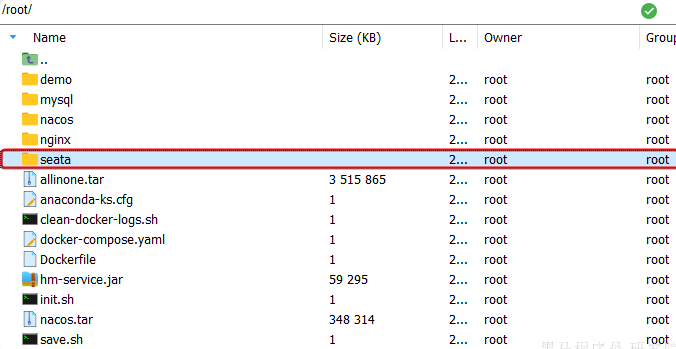 /root/
Name Size (KB) L... Owner Group
..
demo 2... root root
mysql 2... root root
nacos 2... root root
nginx 2... root root
seata 2... root root
allinone.tar 3 515 865 2... root root
anaconda-ks.cfg 1 2... root root
clean-docker-logs.sh 1 2... root root
docker-compose.yaml 1 2... root root
Dockerfile 1 2... root root
hm-service.jar 59 295 2... root root
init.sh 1 2... root root
nacos.tar 348 314 2... root root
save.sh 1 2... root root